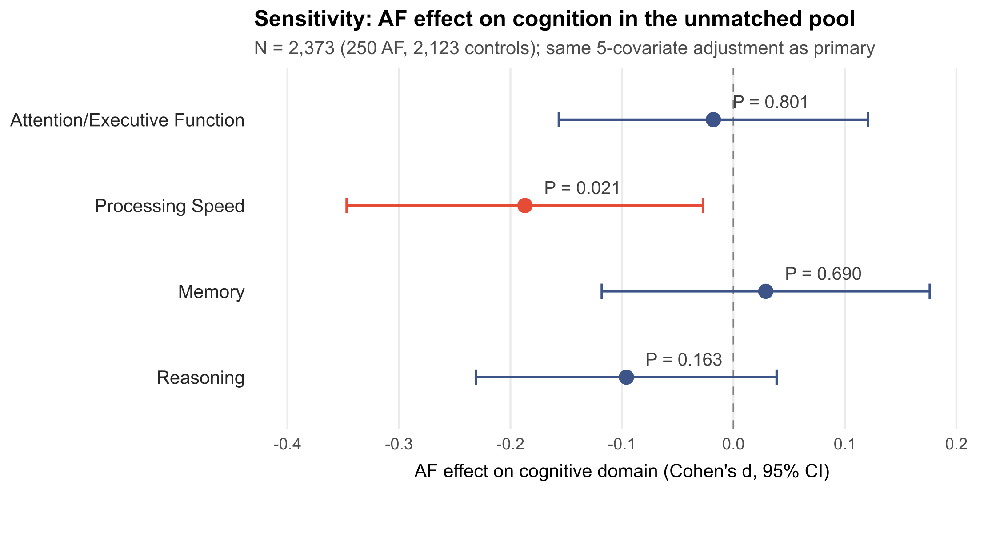 Sensitivity: AF effect on cognition in the unmatched pool
N = 2,373 (250 AF, 2,123 controls); same 5-covariate adjustment as primary
P = 0.801
Attention/Executive Function
P = 0.021
Processing Speed
P = 0.690
Memory
P = 0.163
Reasoning
-0.4 -0.3 -0.2 -0.1 0.0 0.1 0.2
AF effect on cognitive domain (Cohen's d, 95% CI)